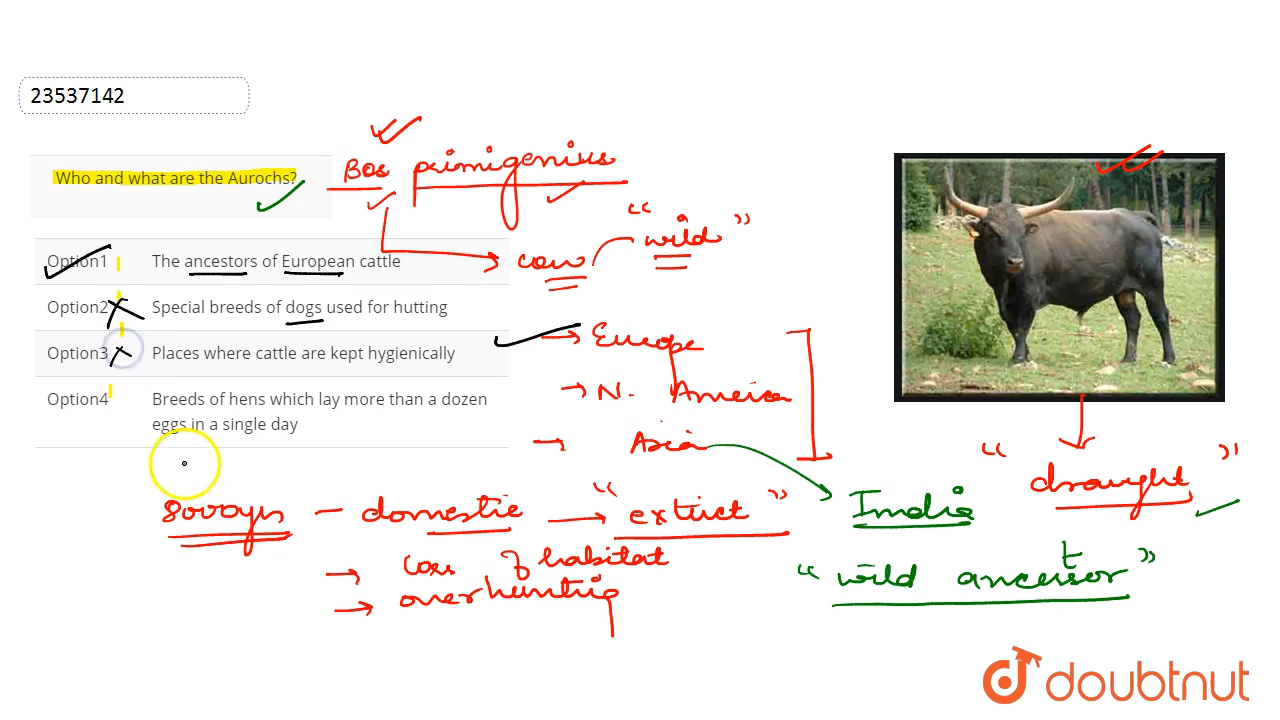 23537142
Who and what are the Aurochs?
Bos primigenius
"wild"
cow
Option1 The ancestors of European cattle
Option2 Special breeds of dogs used for hutting
Option3 Places where cattle are kept hygienically
Option4 Breeds of hens which lay more than a dozen
eggs in a single day
→ Europe
→ N. America
→ Asia
India
"draught"
8000yrs - domestic → "extict"
→ Loss of habitat
→ over hunting
"wild ancestor"
t
doubtnut